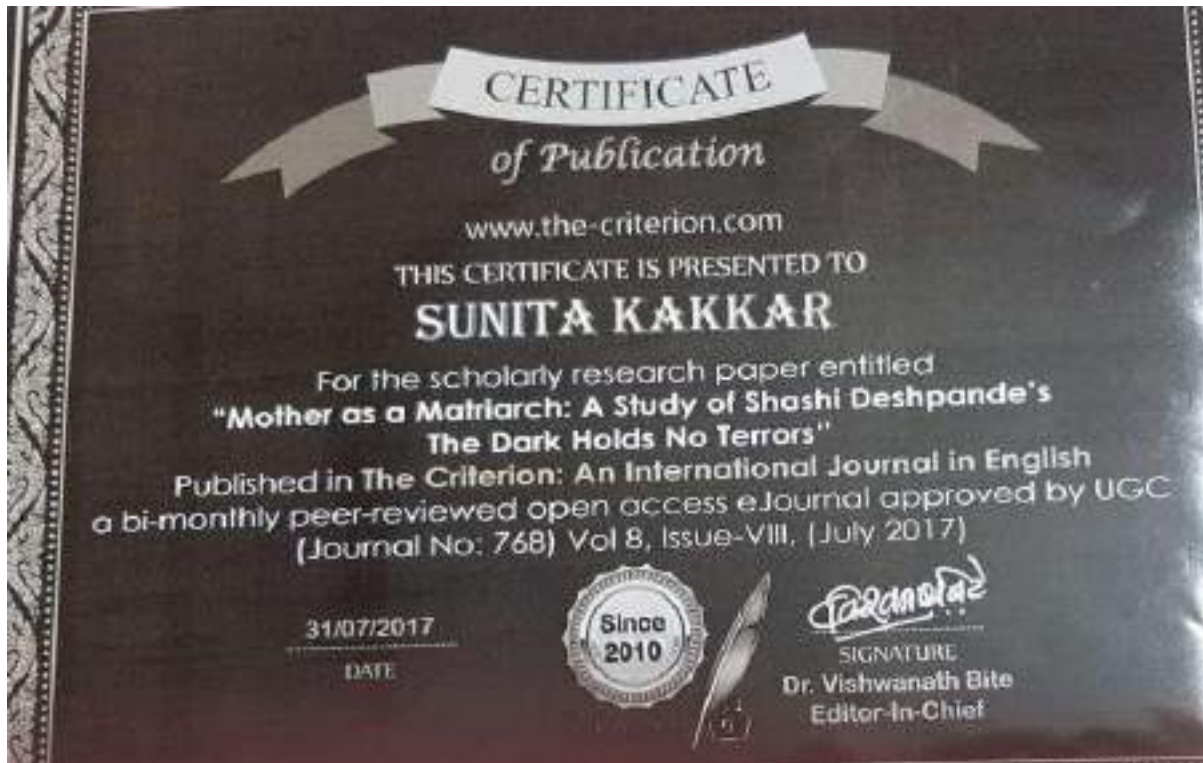 CERTIFICATE
of Publication
www.the-criterion.com
THIS CERTIFICATE IS PRESENTED TO
SUNITA KAKKAR
For the scholarly research paper entitled
"Mother as a Matriarch: A Study of Shashi Deshpande's
The Dark Holds No Terrors"
Published in The Criterion: An International Journal in English
a bi-monthly peer-reviewed open access eJournal approved by UGC
(Journal No: 768) Vol 8, Issue-VIII, (July 2017)
31/07/2017
DATE
Since
2010
SIGNATURE
Dr. Vishwanath Bite
Editor-In-Chief